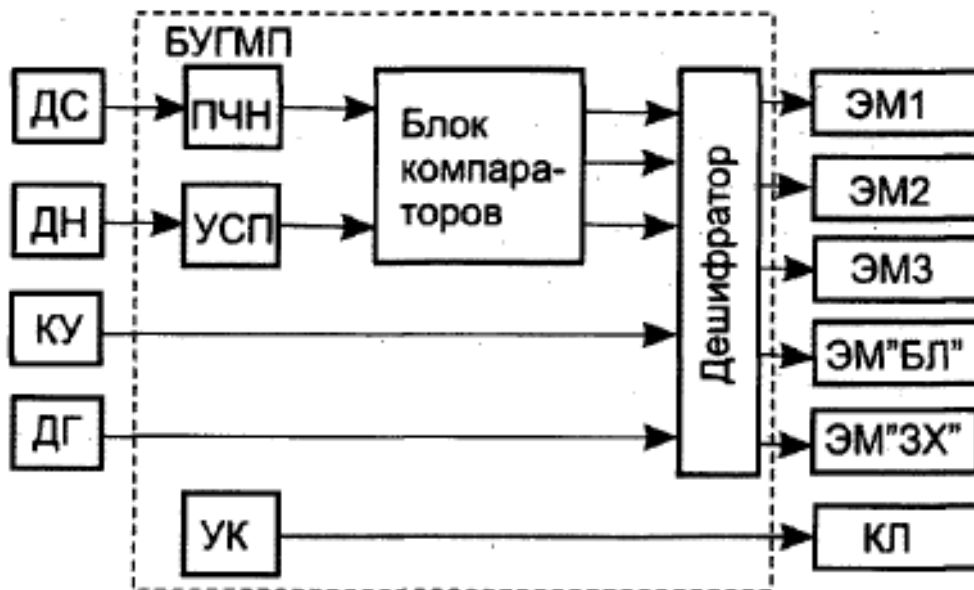 БУГМП
ДС
ПЧН
Блок
компара-
торов
Дешифратор
ЭМ1
ДН
УСП
ЭМ2
ЭМ3
КУ
ЭМ"БЛ"
ДГ
ЭМ"ЗХ"
УК
КЛ